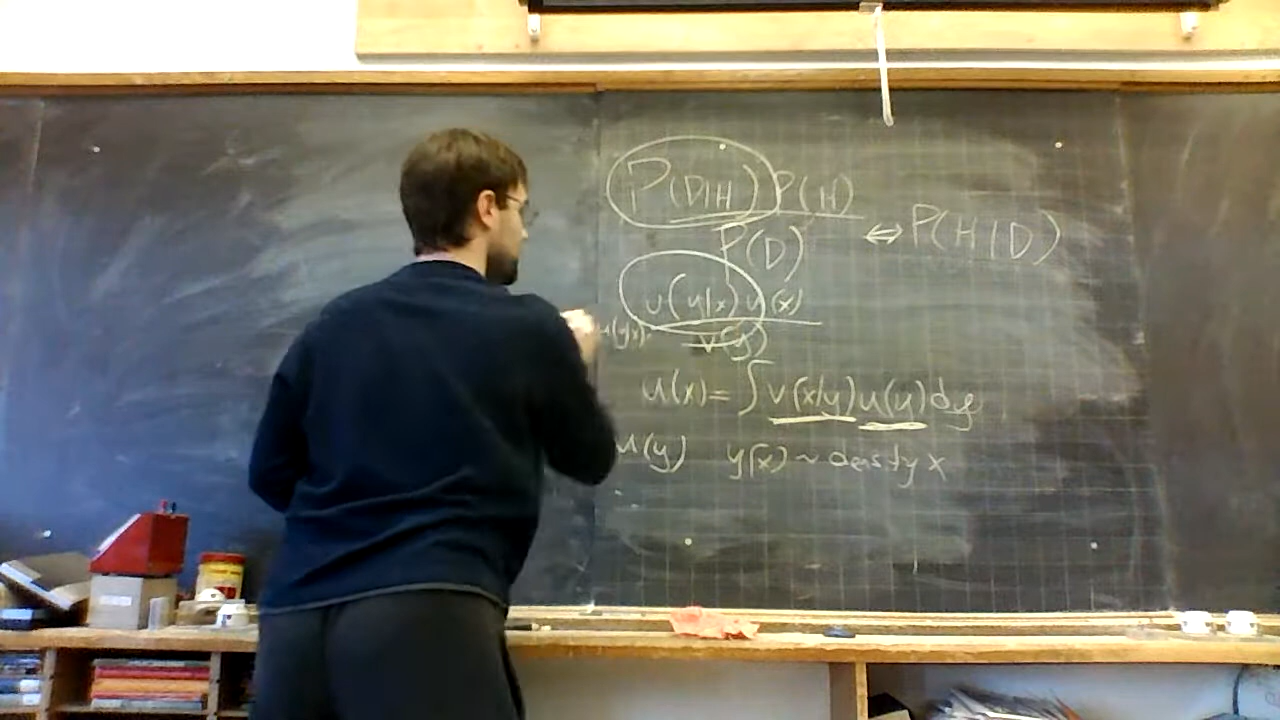 P(D|H) P(H)
P(D)
⇔ P(H|D)
u(y|x) u(x)
v(y)
u(y|x)
u(x) = ∫ v(x|y) u(y) dy
u(y) y(x) ~ density x